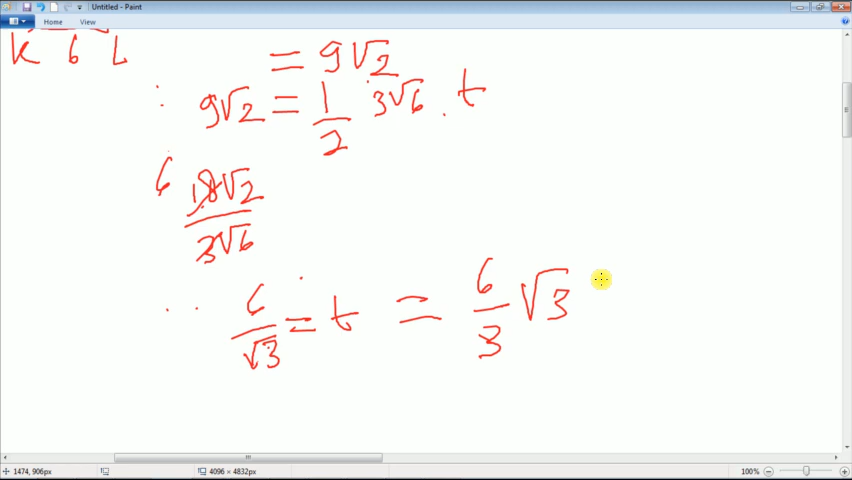 Untitled - Paint
Home View
K 6 L
= 9√2
∴ 9√2 = 1/2 · 3√6 . t
6
18√2
3√6
∴ 6/√3 = t = 6/3 √3
1474, 906px 4096 × 4832px 100%